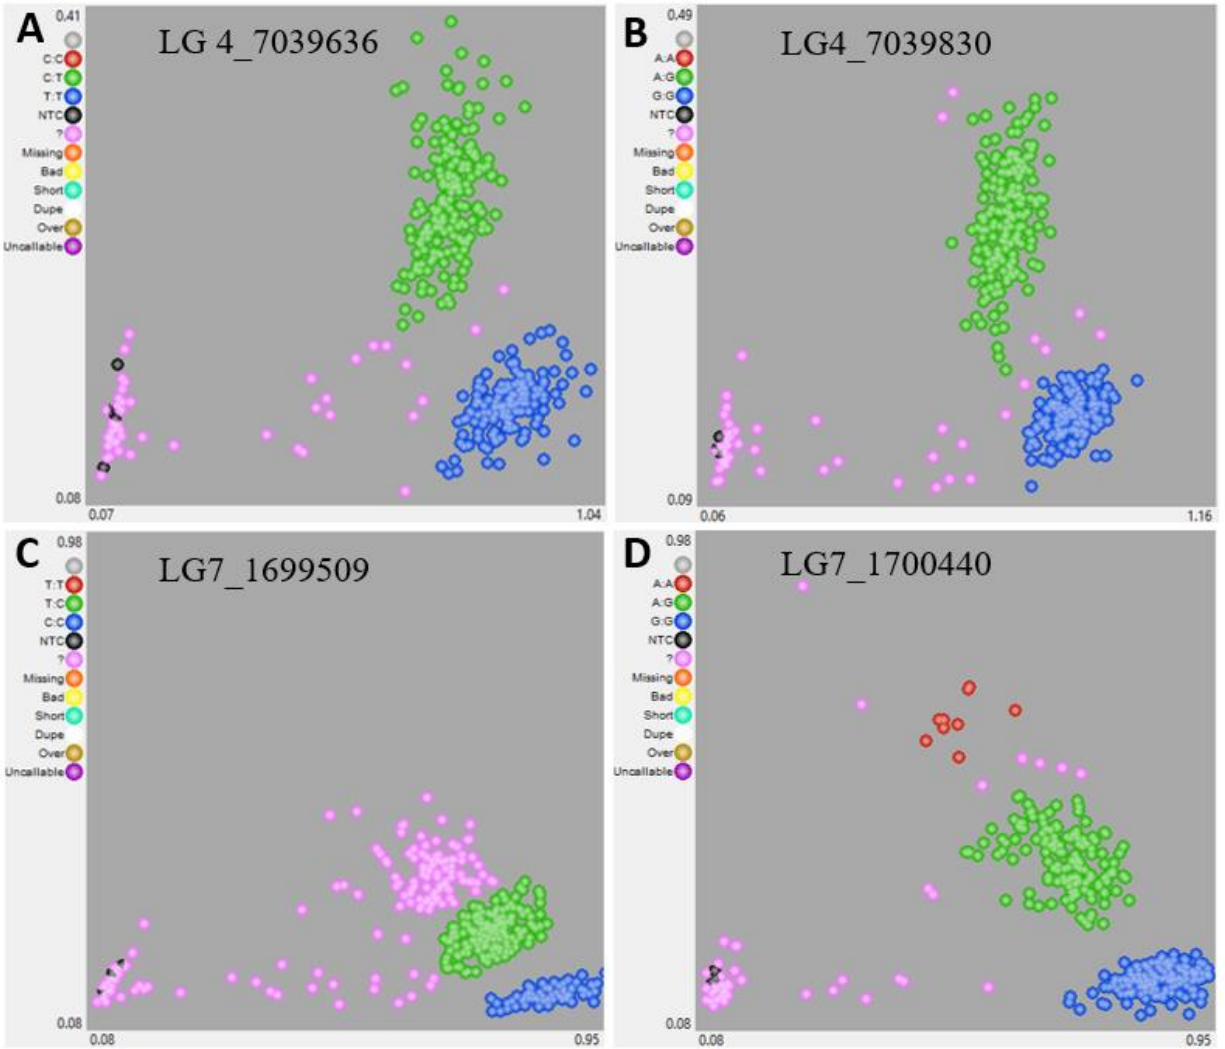 A
LG 4_7039636
0.41
C:C
C:T
T:T
NTC
?
Missing
Bad
Short
Dupe
Over
Uncallable
0.08
0.07
1.04
B
LG4_7039830
0.49
A:A
A:G
G:G
NTC
?
Missing
Bad
Short
Dupe
Over
Uncallable
0.09
0.06
1.16
C
LG7_1699509
0.98
T:T
T:C
C:C
NTC
?
Missing
Bad
Short
Dupe
Over
Uncallable
0.08
0.08
0.95
D
LG7_1700440
0.98
A:A
A:G
G:G
NTC
?
Missing
Bad
Short
Dupe
Over
Uncallable
0.08
0.08
0.95